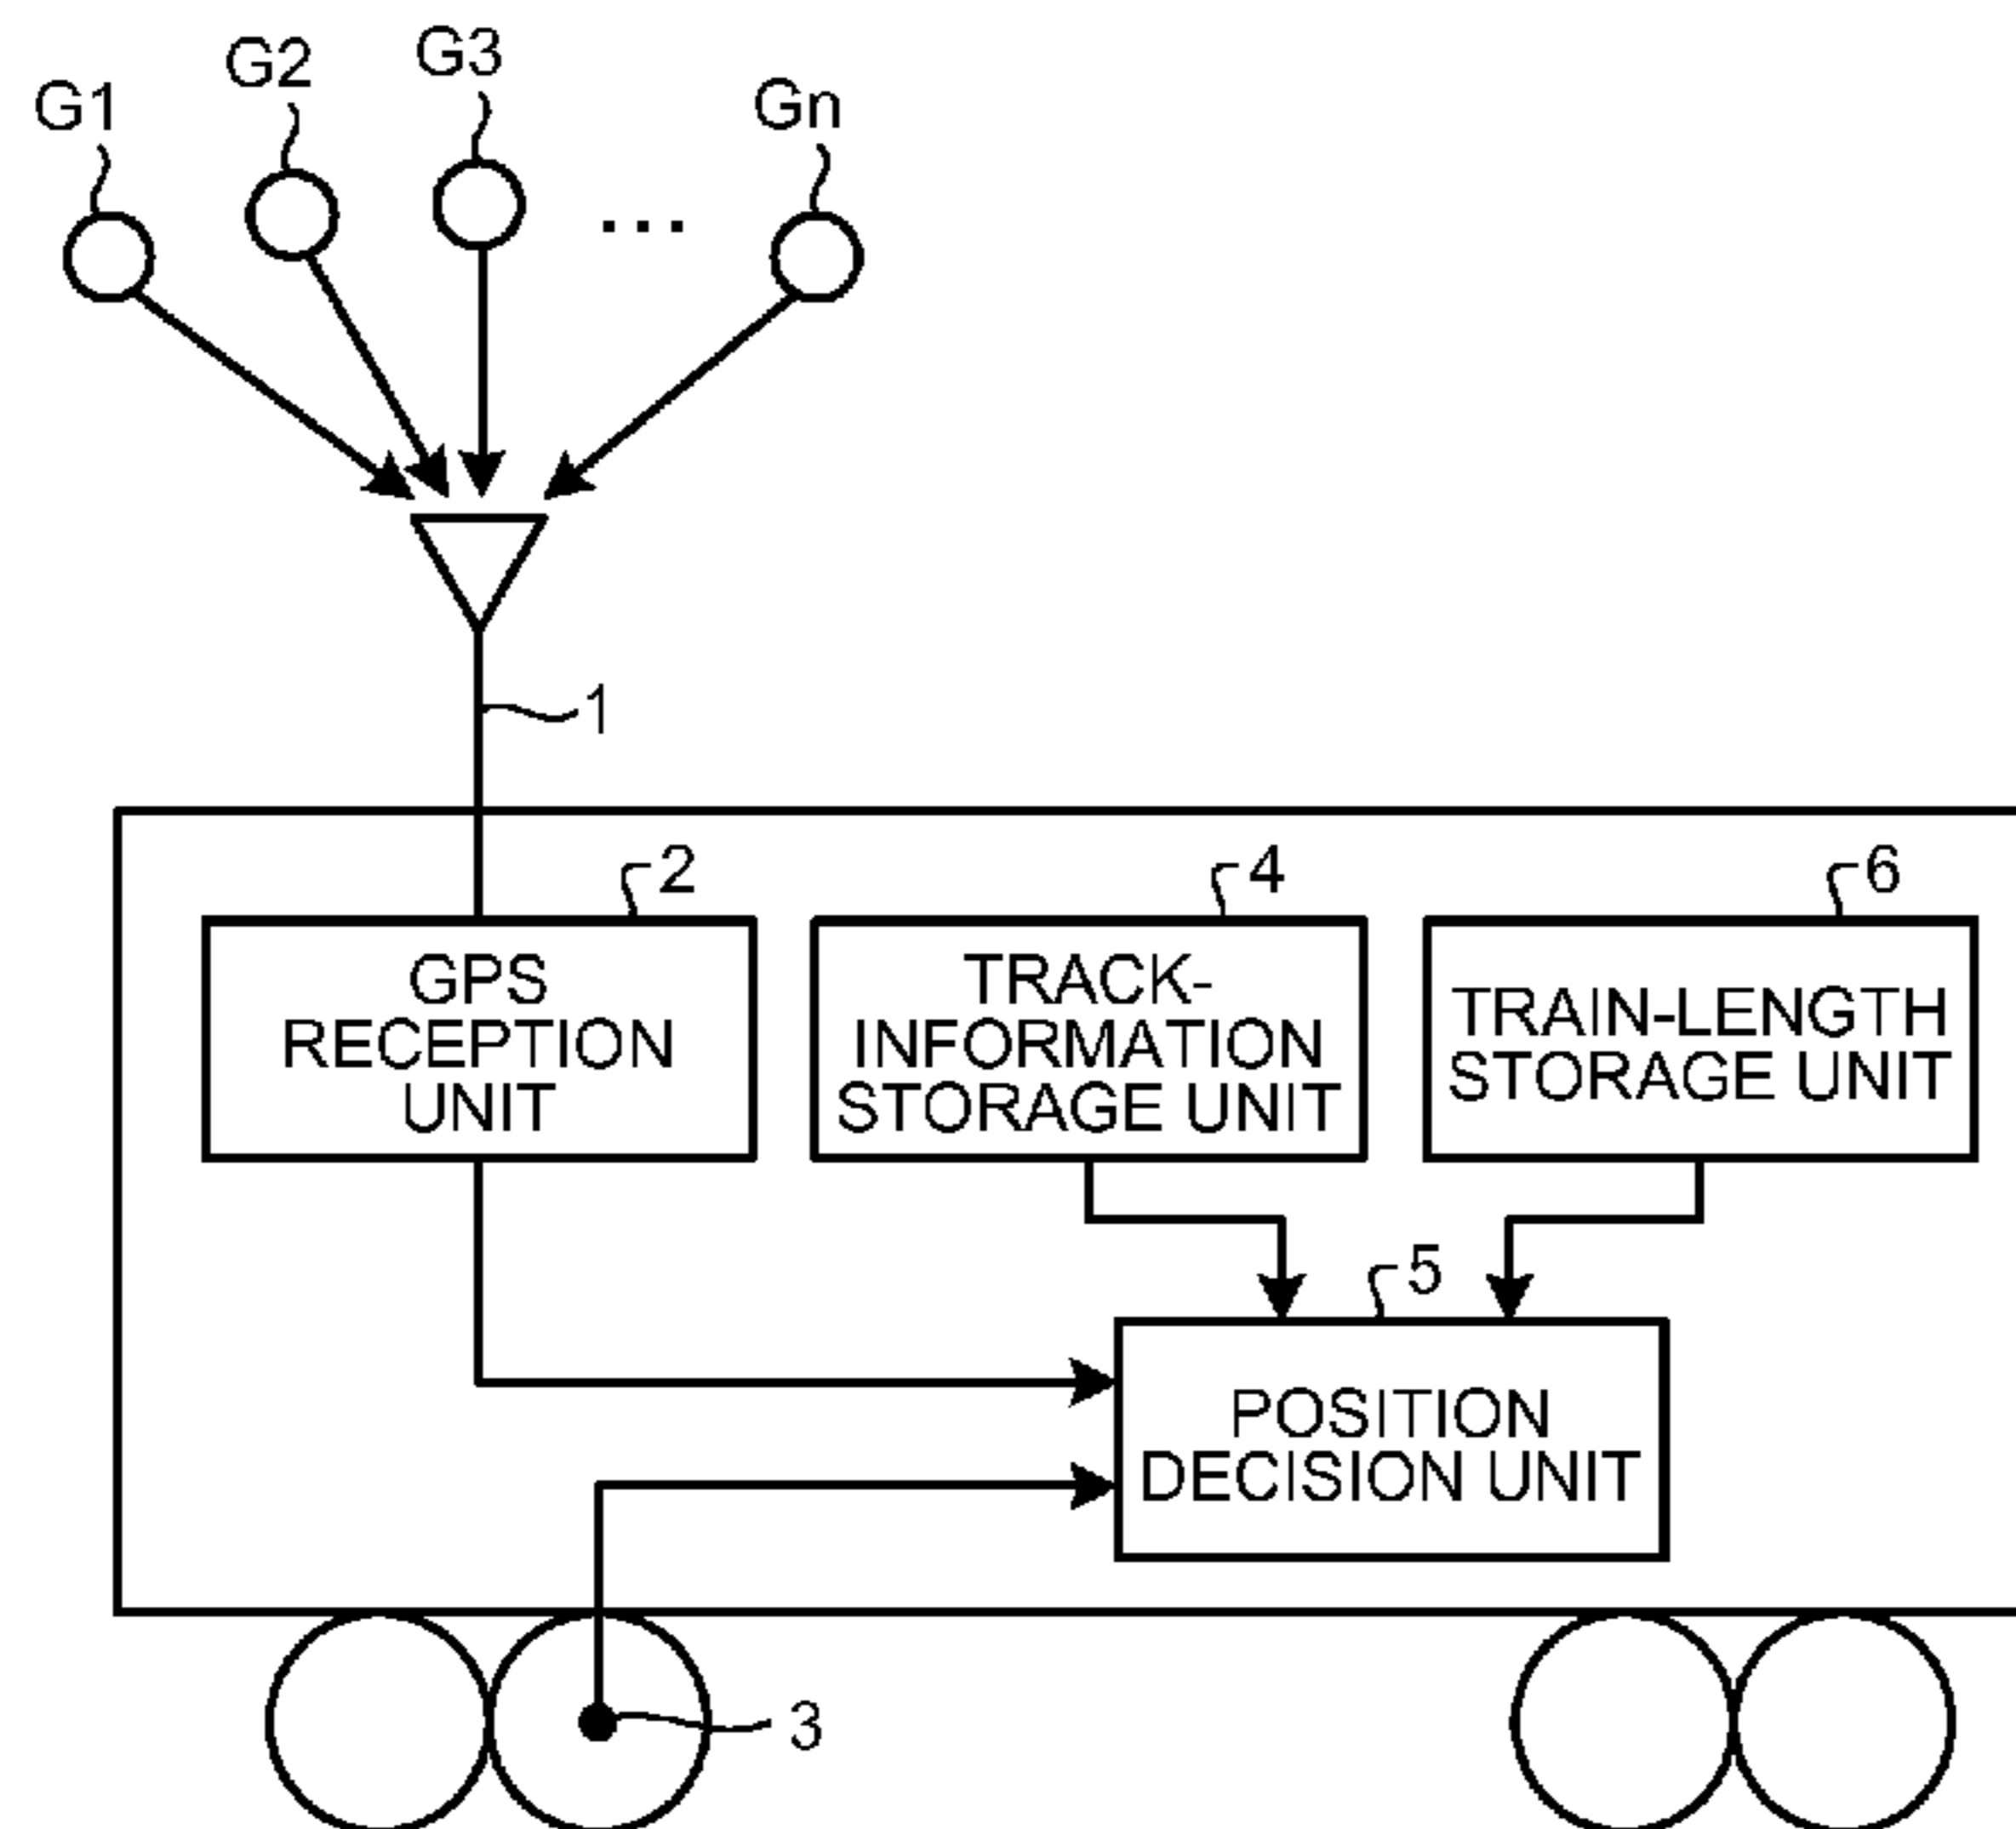 G1
G2
G3
Gn
...
1
2
4
6
GPS
RECEPTION
UNIT
TRACK-
INFORMATION
STORAGE UNIT
TRAIN-LENGTH
STORAGE UNIT
5
POSITION
DECISION UNIT
3